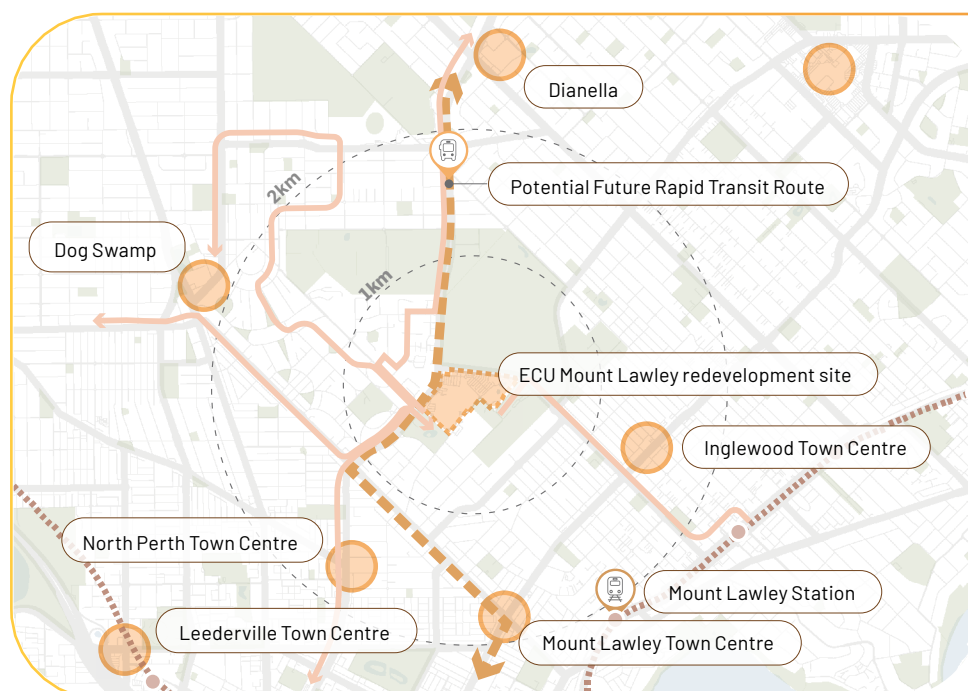 Dianella
Potential Future Rapid Transit Route
2km
Dog Swamp
1km
ECU Mount Lawley redevelopment site
Inglewood Town Centre
North Perth Town Centre
Mount Lawley Station
Leederville Town Centre
Mount Lawley Town Centre